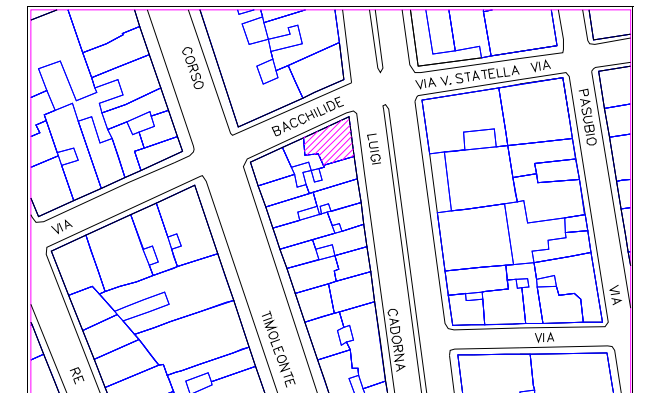 CORSO
VIA V. STATELLA VIA
PASUBIO
BACCHILIDE
LUIGI
VIA
VIA
CADORNA
TIMOLEONTE
VIA
RE